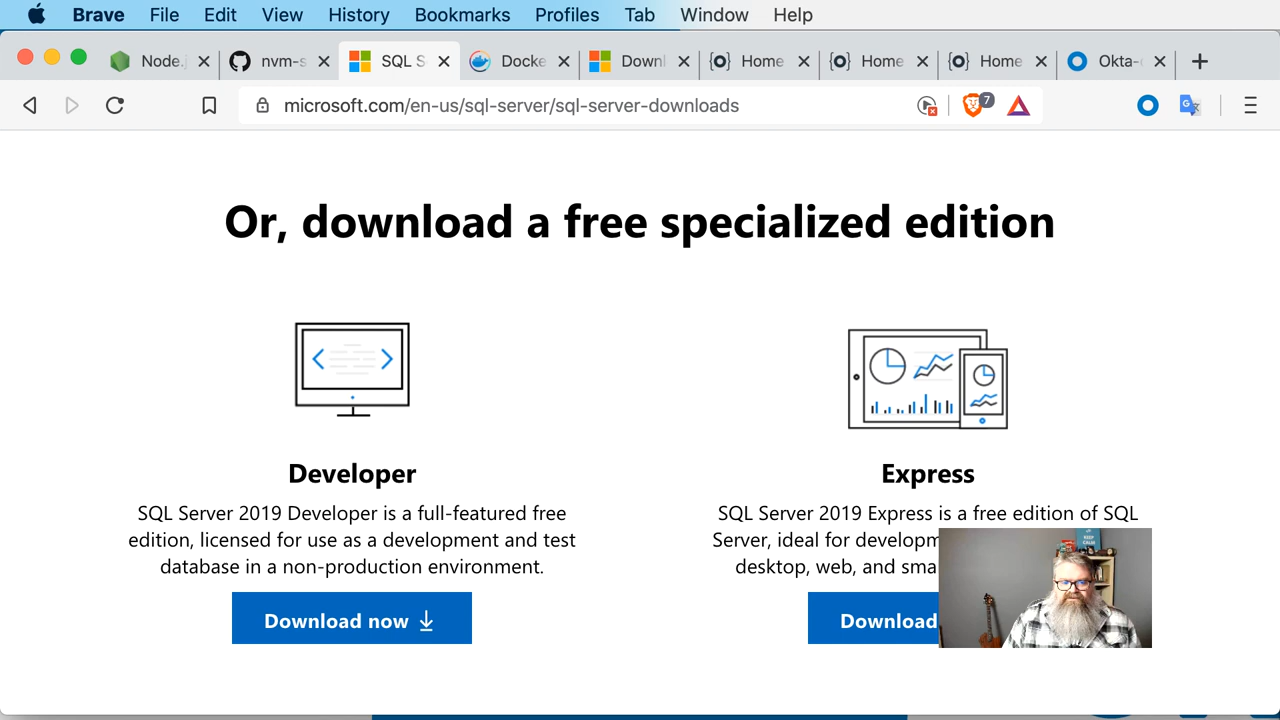 Brave File Edit View History Bookmarks Profiles Tab Window Help
Node.j nvm-s SQL S Docke Downl Home Home Home Okta-
microsoft.com/en-us/sql-server/sql-server-downloads 7
Or, download a free specialized edition
Developer
SQL Server 2019 Developer is a full-featured free
edition, licensed for use as a development and test
database in a non-production environment.
Download now
Express
SQL Server 2019 Express is a free edition of SQL
Server, ideal for developm
desktop, web, and sma
Download
KEEP
CALM